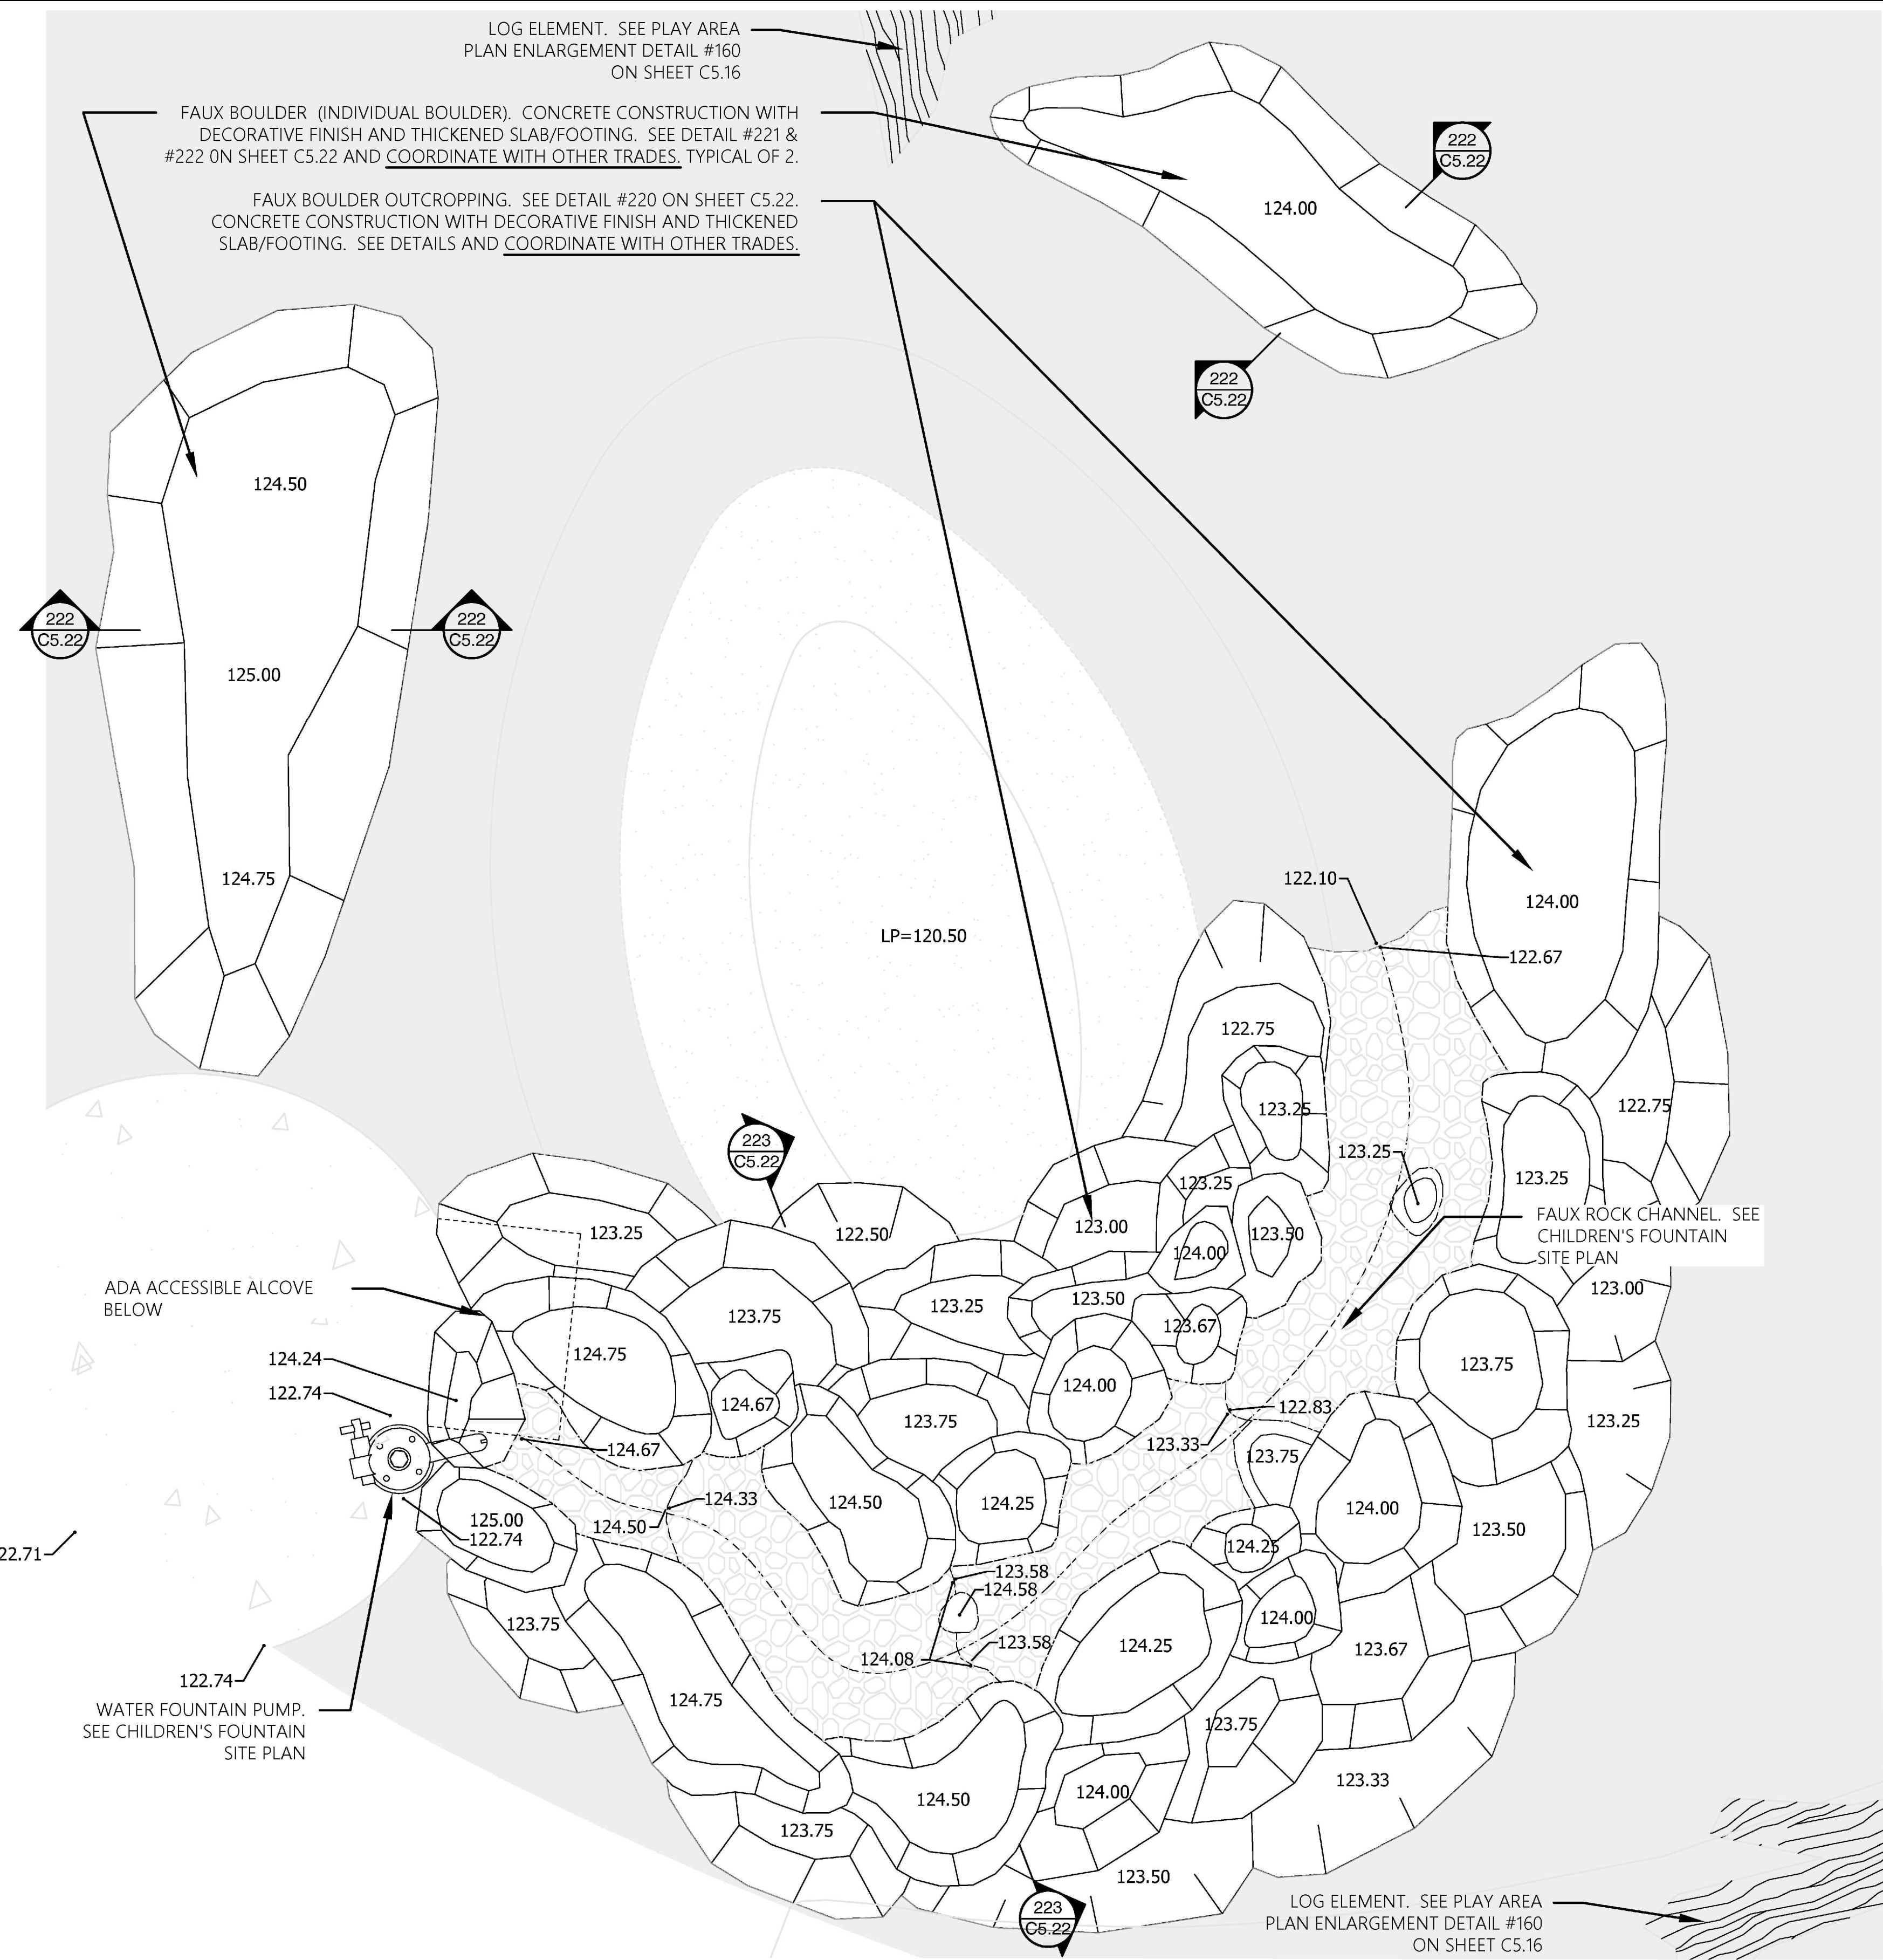 LOG ELEMENT. SEE PLAY AREA
PLAN ENLARGEMENT DETAIL #160
ON SHEET C5.16
FAUX BOULDER (INDIVIDUAL BOULDER). CONCRETE CONSTRUCTION WITH
DECORATIVE FINISH AND THICKENED SLAB/FOOTING. SEE DETAIL #221 &
#222 0N SHEET C5.22 AND COORDINATE WITH OTHER TRADES. TYPICAL OF 2.
FAUX BOULDER OUTCROPPING. SEE DETAIL #220 ON SHEET C5.22.
CONCRETE CONSTRUCTION WITH DECORATIVE FINISH AND THICKENED
SLAB/FOOTING. SEE DETAILS AND COORDINATE WITH OTHER TRADES.
222
C5.22
124.00
222
C5.22
124.50
222
C5.22
222
C5.22
125.00
124.75
122.10
124.00
LP=120.50
122.67
122.75
123.25
122.75
223
C5.22
123.25
123.25
123.25
123.00
123.25
122.50
123.50
124.00
FAUX ROCK CHANNEL. SEE
CHILDREN'S FOUNTAIN
SITE PLAN
ADA ACCESSIBLE ALCOVE
BELOW
123.00
123.75
123.25
123.50
123.67
124.75
124.24
122.74
124.00
123.75
124.67
123.75
122.83
123.25
123.33
124.67
123.75
124.33
124.50
124.25
124.00
125.00
122.74
124.50
123.50
124.25
22.71
123.58
124.58
123.75
124.00
123.58
124.08
124.25
123.67
122.74
124.75
WATER FOUNTAIN PUMP.
SEE CHILDREN'S FOUNTAIN
SITE PLAN
123.75
123.33
124.00
124.50
123.75
123.50
223
C5.22
LOG ELEMENT. SEE PLAY AREA
PLAN ENLARGEMENT DETAIL #160
ON SHEET C5.16